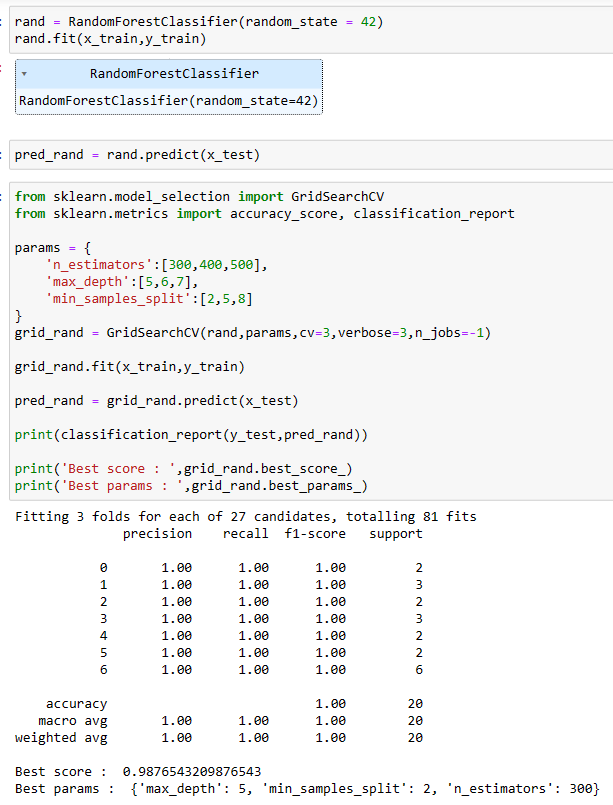 rand = RandomForestClassifier(random_state = 42)
rand.fit(x_train,y_train)
RandomForestClassifier
RandomForestClassifier(random_state=42)
pred_rand = rand.predict(x_test)
from sklearn.model_selection import GridSearchCV
from sklearn.metrics import accuracy_score, classification_report
params = {
    'n_estimators':[300,400,500],
    'max_depth':[5,6,7],
    'min_samples_split':[2,5,8]
}
grid_rand = GridSearchCV(rand,params,cv=3,verbose=3,n_jobs=-1)
grid_rand.fit(x_train,y_train)
pred_rand = grid_rand.predict(x_test)
print(classification_report(y_test,pred_rand))
print('Best score : ',grid_rand.best_score_)
print('Best params : ',grid_rand.best_params_)
Fitting 3 folds for each of 27 candidates, totalling 81 fits
              precision    recall  f1-score   support
           0       1.00      1.00      1.00         2
           1       1.00      1.00      1.00         3
           2       1.00      1.00      1.00         2
           3       1.00      1.00      1.00         3
           4       1.00      1.00      1.00         2
           5       1.00      1.00      1.00         2
           6       1.00      1.00      1.00         6
    accuracy                           1.00        20
   macro avg       1.00      1.00      1.00        20
weighted avg       1.00      1.00      1.00        20
Best score :  0.9876543209876543
Best params :  {'max_depth': 5, 'min_samples_split': 2, 'n_estimators': 300}